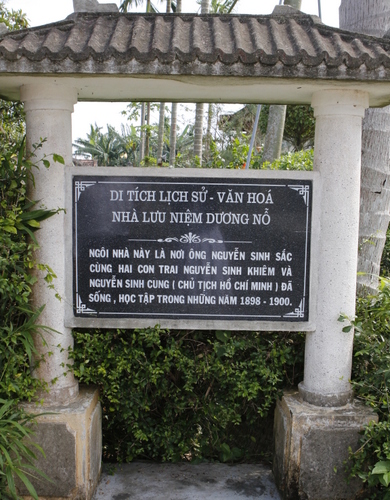 DI TÍCH LỊCH SỬ - VĂN HOÁ
NHÀ LƯU NIỆM DƯƠNG NỖ
NGÔI NHÀ NÀY LÀ NƠI ÔNG NGUYỄN SINH SẮC
CÙNG HAI CON TRAI NGUYỄN SINH KHIÊM VÀ
NGUYỄN SINH CUNG ( CHỦ TỊCH HỒ CHÍ MINH ) ĐÃ
SỐNG , HỌC TẬP TRONG NHỮNG NĂM 1898 - 1900.